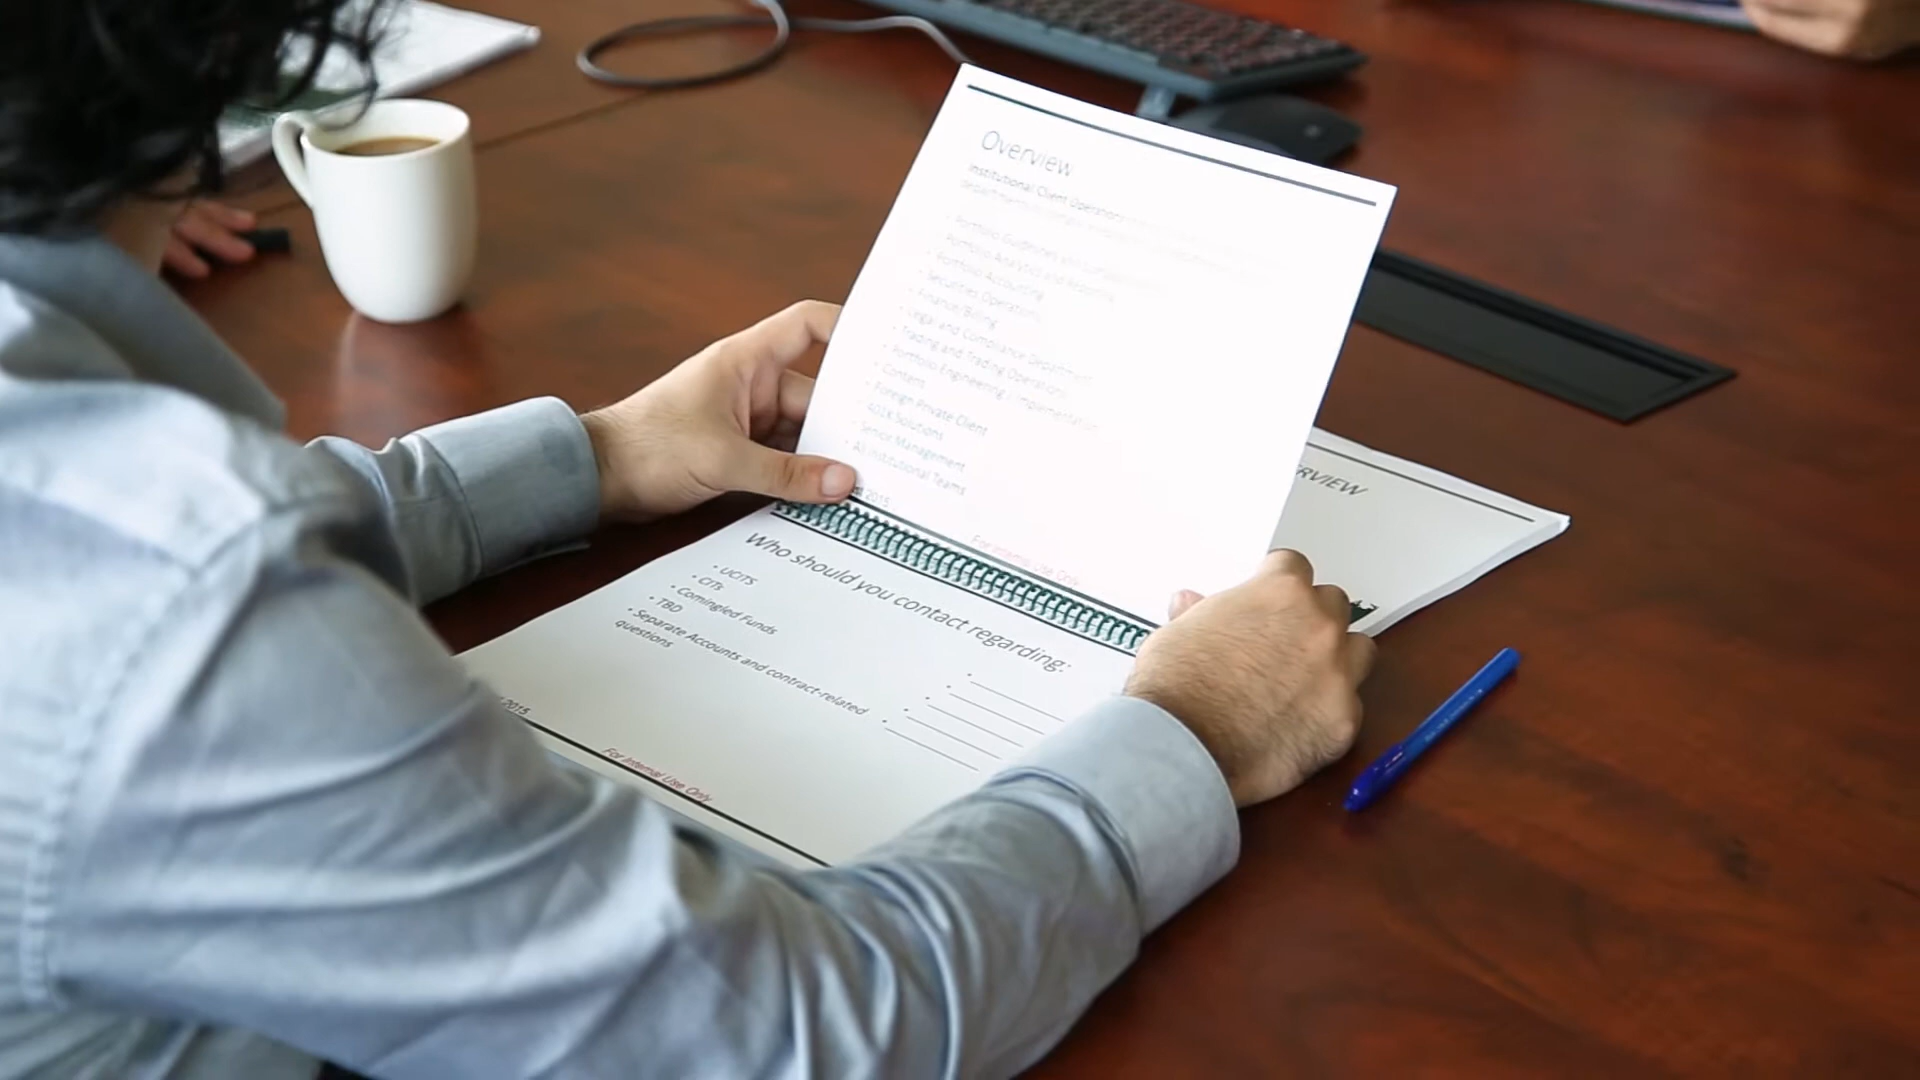 Overview
Institutional Client Operations
departments
Portfolio Guidelines and
Portfolio Analytics and Reporting
Portfolio Accounting
Securities Operations
Finance/Billing
Legal and Compliance Department
Trading and Trading Operations
Portfolio Engineering / Implementation
Foreign Private Client
401k Solutions
Senior Management
All Institutional Teams
2015
For Internal Use Only
RVIEW
Who should you contact regarding:
• UCITS
• CITs
• Comingled Funds
• TBD
• Separate Accounts and contract-related
questions
2015
For Internal Use Only